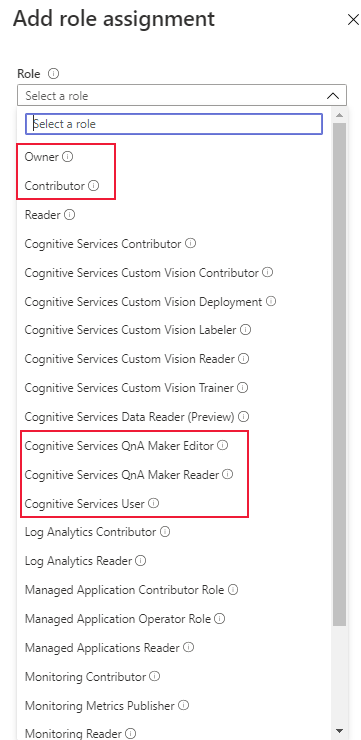 Add role assignment
Role
Select a role
Select a role
Owner
Contributor
Reader
Cognitive Services Contributor
Cognitive Services Custom Vision Contributor
Cognitive Services Custom Vision Deployment
Cognitive Services Custom Vision Labeler
Cognitive Services Custom Vision Reader
Cognitive Services Custom Vision Trainer
Cognitive Services Data Reader (Preview)
Cognitive Services QnA Maker Editor
Cognitive Services QnA Maker Reader
Cognitive Services User
Log Analytics Contributor
Log Analytics Reader
Managed Application Contributor Role
Managed Application Operator Role
Managed Applications Reader
Monitoring Contributor
Monitoring Metrics Publisher
Monitoring Reader